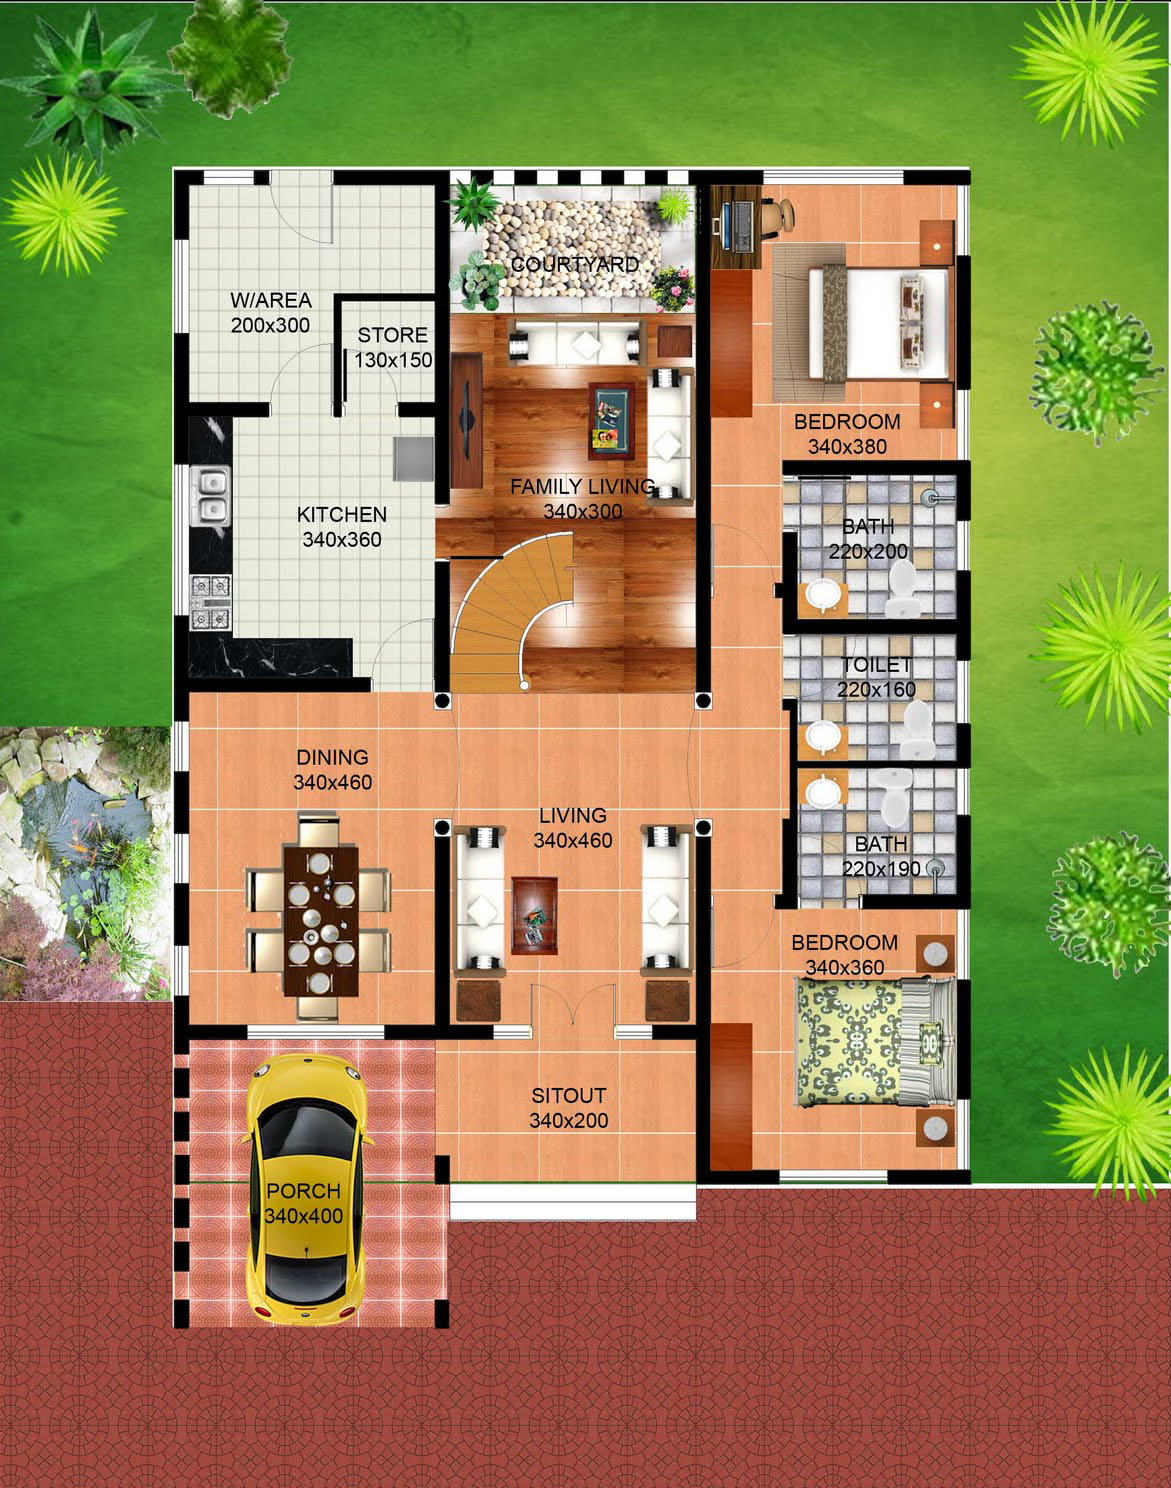 COURTYARD
W/AREA
200x300
STORE
130x150
BEDROOM
340x380
FAMILY LIVING
340x300
KITCHEN
340x360
BATH
220x200
TOILET
220x160
DINING
340x460
LIVING
340x460
BATH
220x190
BEDROOM
340x360
SITOUT
340x200
PORCH
340x400